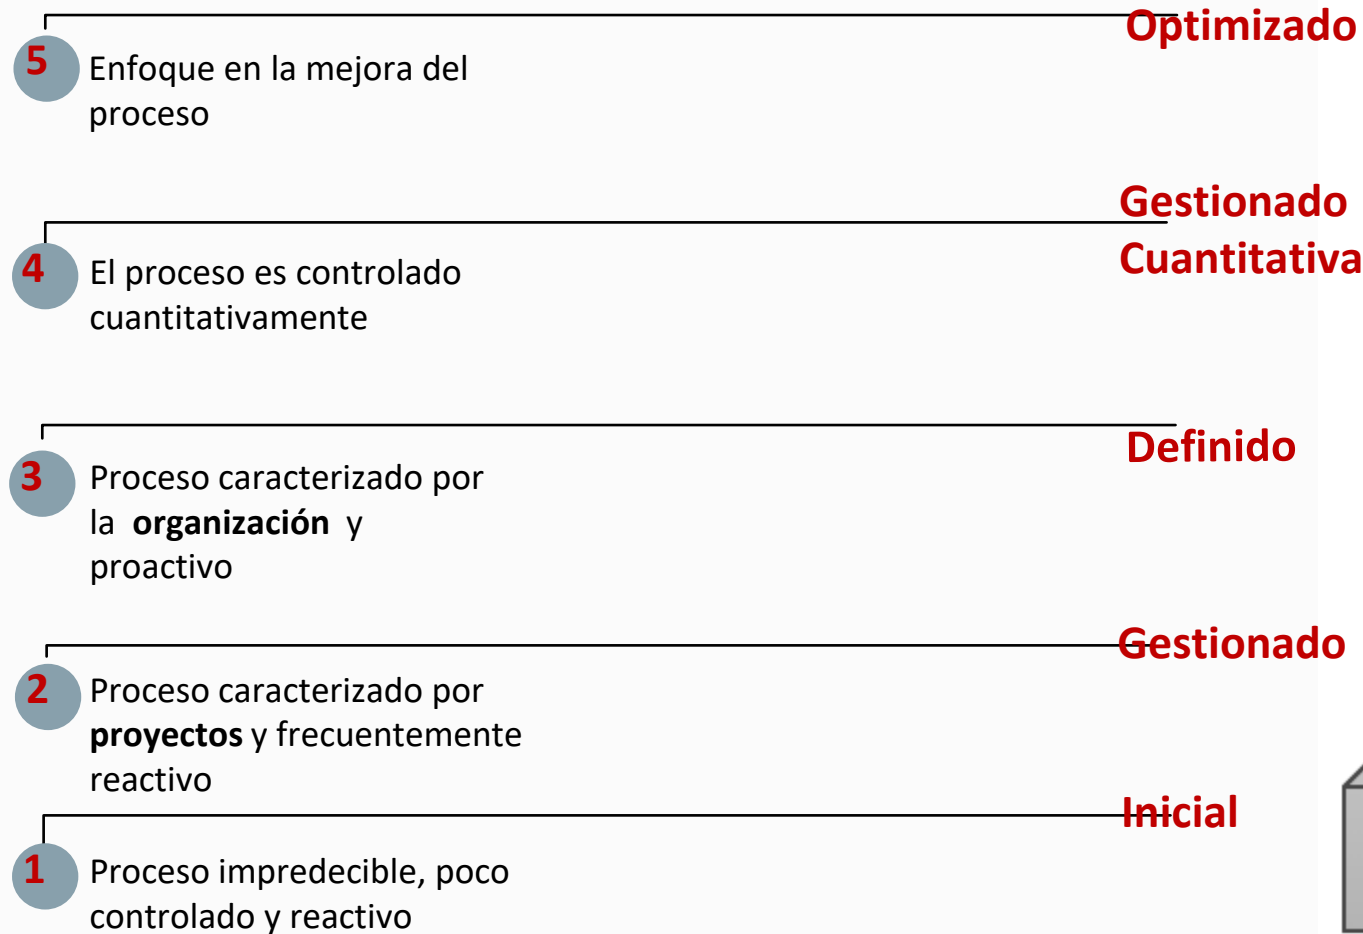 Optimizado
5
Enfoque en la mejora del
proceso
Gestionado
Cuantitativa
4
El proceso es controlado
cuantitativamente
Definido
3
Proceso caracterizado por
la organización y
proactivo
Gestionado
2
Proceso caracterizado por
proyectos y frecuentemente
reactivo
Inicial
1
Proceso impredecible, poco
controlado y reactivo